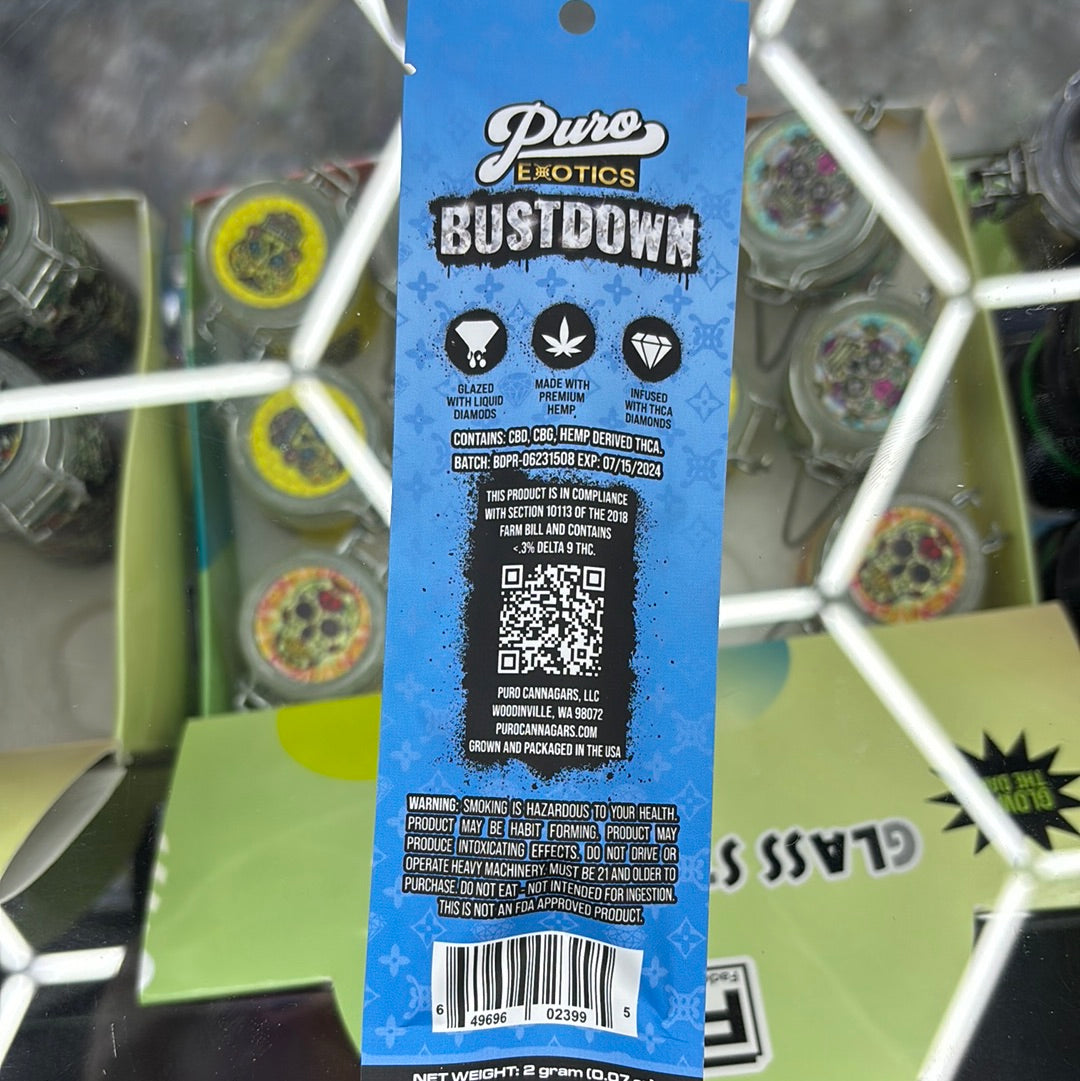 Puro
EXOTICS
BUSTDOWN
GLAZED
WITH LIQUID
DIAMODS
MADE WITH
PREMIUM
HEMP.
INFUSED
WITH THCA
DIAMONDS
CONTAINS: CBD, CBG, HEMP DERIVED THCA.
BATCH: BDPR-06231508 EXP: 07/15/2024
THIS PRODUCT IS IN COMPLIANCE
WITH SECTION 10113 OF THE 2018
FARM BILL AND CONTAINS
<.3% DELTA 9 THC.
PURO CANNAGARS, LLC
WOODINVILLE, WA 98072
PUROCANNAGARS.COM
GROWN AND PACKAGED IN THE USA
WARNING: SMOKING IS HAZARDOUS TO YOUR HEALTH.
PRODUCT MAY BE HABIT FORMING. PRODUCT MAY
PRODUCE INTOXICATING EFFECTS. DO NOT DRIVE OR
OPERATE HEAVY MACHINERY. MUST BE 21 AND OLDER TO
PURCHASE. DO NOT EAT - NOT INTENDED FOR INGESTION.
THIS IS NOT AN FDA APPROVED PRODUCT.
6 49696 02399 5
NET WEIGHT: 2 gram (0.07
GLASS
GLOW
THE